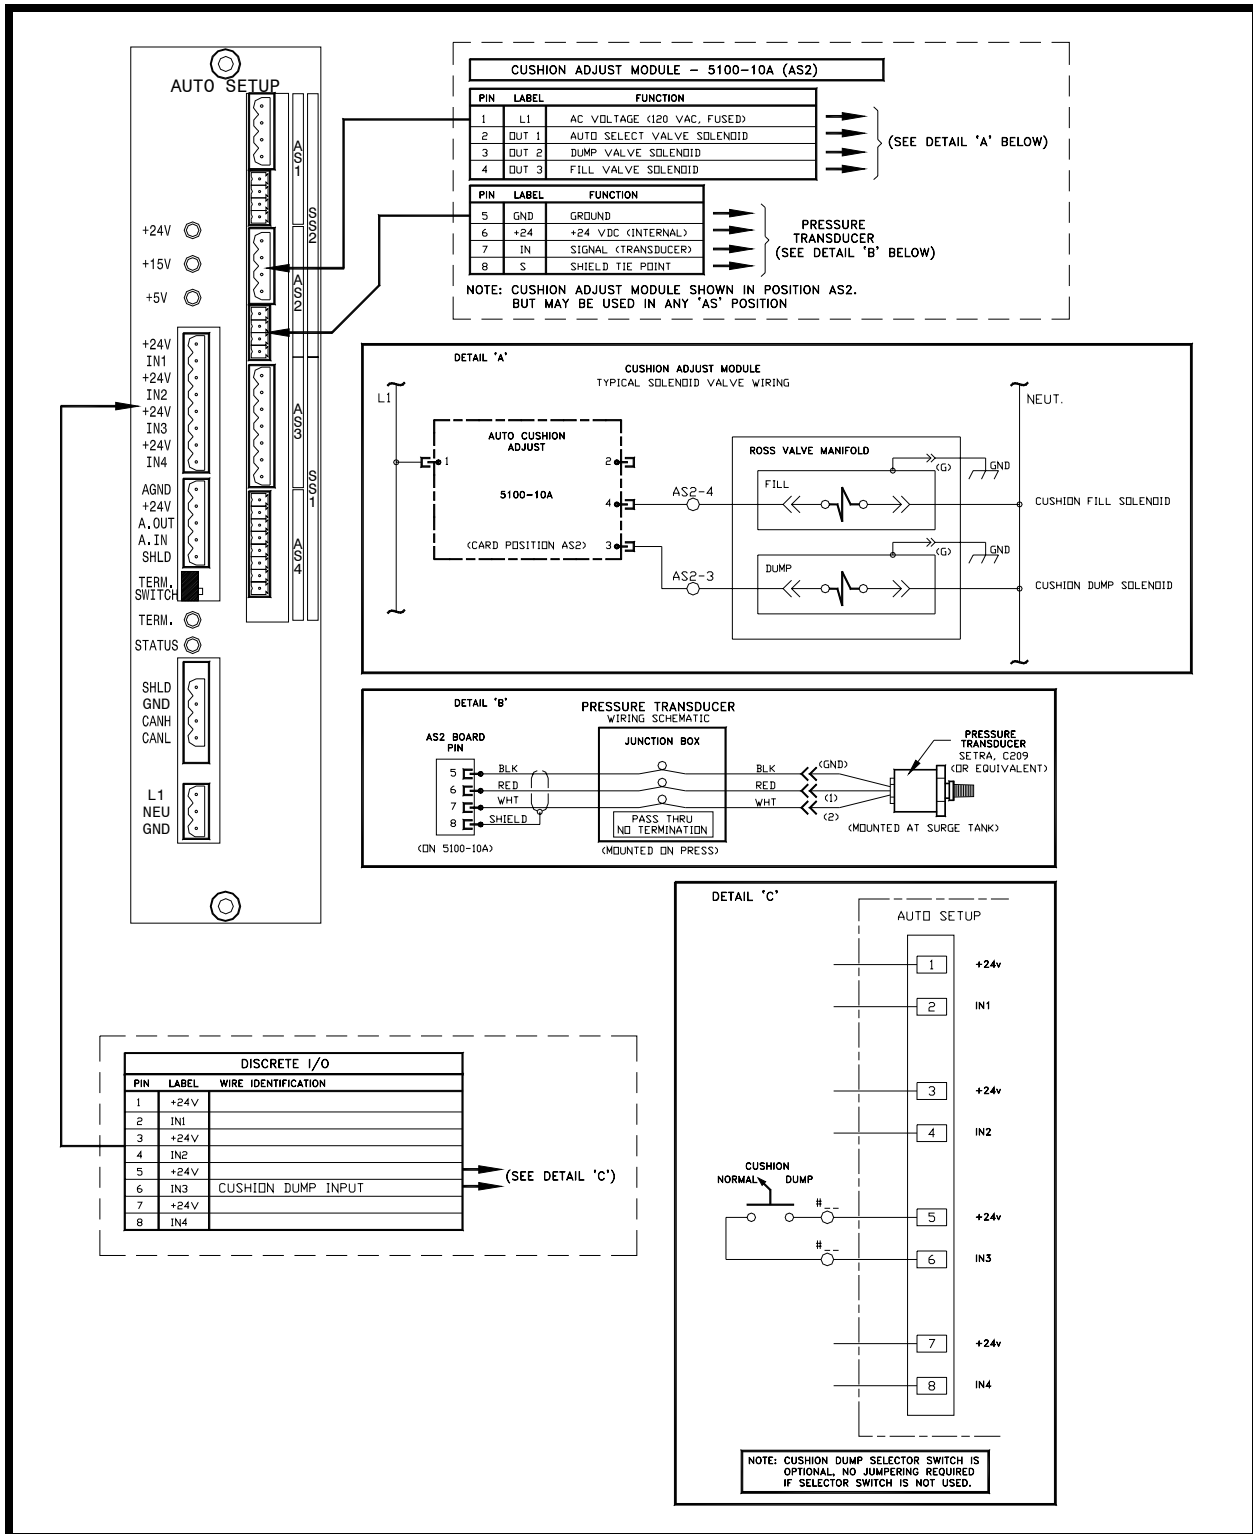 AUTO SETUP
AS1
SS2
AS2
AS3
SS1
AS4
+24V
+15V
+5V
+24V
IN1
+24V
IN2
+24V
IN3
+24V
IN4
AGND
+24V
A.OUT
A.IN
SHLD
TERM.
SWITCH
TERM.
STATUS
SHLD
GND
CANH
CANL
L1
NEU
GND
CUSHION ADJUST MODULE - 5100-10A (AS2)
PIN LABEL FUNCTION
1 L1 AC VOLTAGE (120 VAC, FUSED)
2 OUT 1 AUTO SELECT VALVE SOLENOID
3 OUT 2 DUMP VALVE SOLENOID
4 OUT 3 FILL VALVE SOLENOID
(SEE DETAIL 'A' BELOW)
PIN LABEL FUNCTION
5 GND GROUND
6 +24 +24 VDC (INTERNAL)
7 IN SIGNAL (TRANSDUCER)
8 S SHIELD TIE POINT
PRESSURE
TRANSDUCER
(SEE DETAIL 'B' BELOW)
NOTE: CUSHION ADJUST MODULE SHOWN IN POSITION AS2.
BUT MAY BE USED IN ANY 'AS' POSITION
DETAIL 'A'
CUSHION ADJUST MODULE
TYPICAL SOLENOID VALVE WIRING
L1
NEUT.
AUTO CUSHION
ADJUST
1
2
5100-10A
4
3
(CARD POSITION AS2)
AS2-4
AS2-3
ROSS VALVE MANIFOLD
FILL
(G)
GND
CUSHION FILL SOLENOID
DUMP
(G)
GND
CUSHION DUMP SOLENOID
DETAIL 'B'
PRESSURE TRANSDUCER
WIRING SCHEMATIC
AS2 BOARD
PIN
5 BLK
6 RED
7 WHT
8 SHIELD
(ON 5100-10A)
JUNCTION BOX
PASS THRU
NO TERMINATION
(MOUNTED ON PRESS)
BLK (GND)
RED (1)
WHT (2)
PRESSURE
TRANSDUCER
SETRA, C209
(OR EQUIVALENT)
(MOUNTED AT SURGE TANK)
DETAIL 'C'
AUTO SETUP
1 +24v
2 IN1
3 +24v
4 IN2
CUSHION
NORMAL DUMP
#__
5 +24v
#__
6 IN3
7 +24v
8 IN4
NOTE: CUSHION DUMP SELECTOR SWITCH IS
OPTIONAL, NO JUMPERING REQUIRED
IF SELECTOR SWITCH IS NOT USED.
DISCRETE I/O
PIN LABEL WIRE IDENTIFICATION
1 +24V
2 IN1
3 +24V
4 IN2
5 +24V
6 IN3 CUSHION DUMP INPUT
7 +24V
8 IN4
(SEE DETAIL 'C')